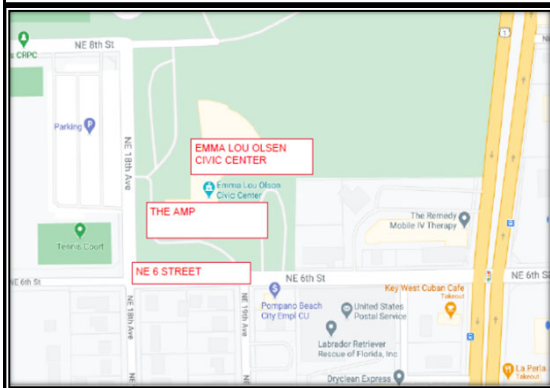 NE 8th St
s CRPC
1
Parking
P
NE 18th Ave
EMMA LOU OLSEN
CIVIC CENTER
Emma Lou Olson
Civic Center
THE AMP
The Remedy
Mobile IV Therapy
Tennis Court
NE 6 STREET
NE 6th St
NE 6th St
NE 6th S
Key West Cuban Cafe
Takeout
Pompano Beach
City Empl CU
United States
Postal Service
NE 18th Ave
NE 19th Ave
Labrador Retriever
Rescue of Florida, Inc
La Perla
Takeout
Dryclean Express